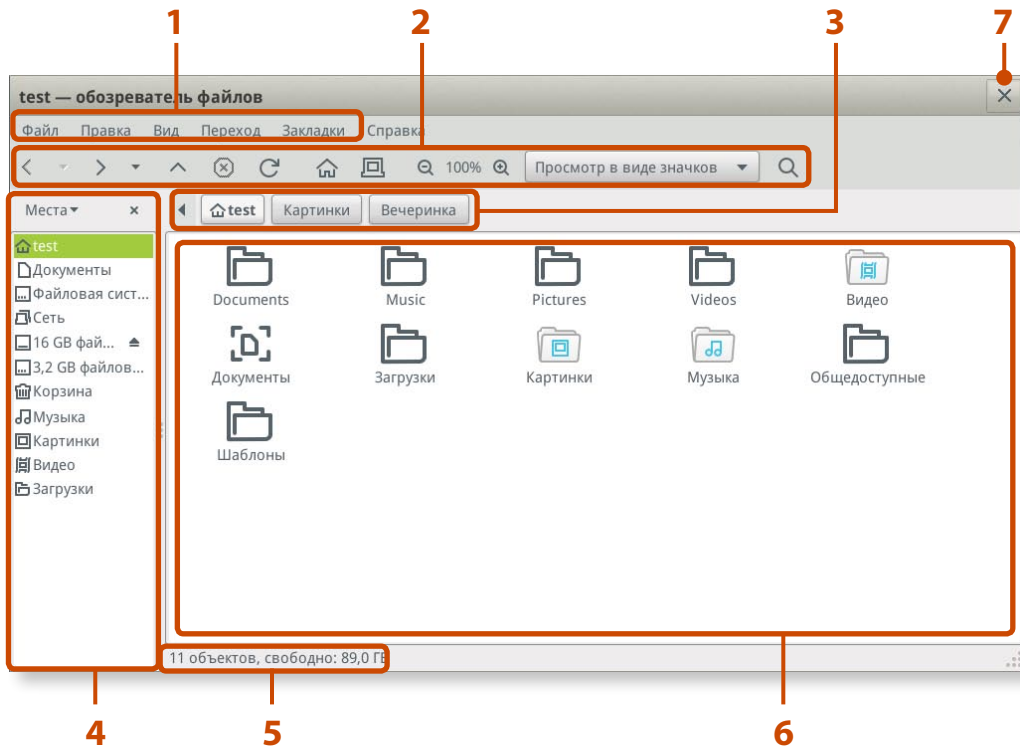 1 2 3 7
test — обозреватель файлов
Файл Правка Вид Переход Закладки Справка
100% Просмотр в виде значков
Места test Картинки Вечеринка
test
Документы
Файловая сист...
Сеть
16 GB фай...
3,2 GB файлов...
Корзина
Музыка
Картинки
Видео
Загрузки
Documents Music Pictures Videos Видео
Документы Загрузки Картинки Музыка Общедоступные
Шаблоны
11 объектов, свободно: 89,0 ГБ
4 5 6